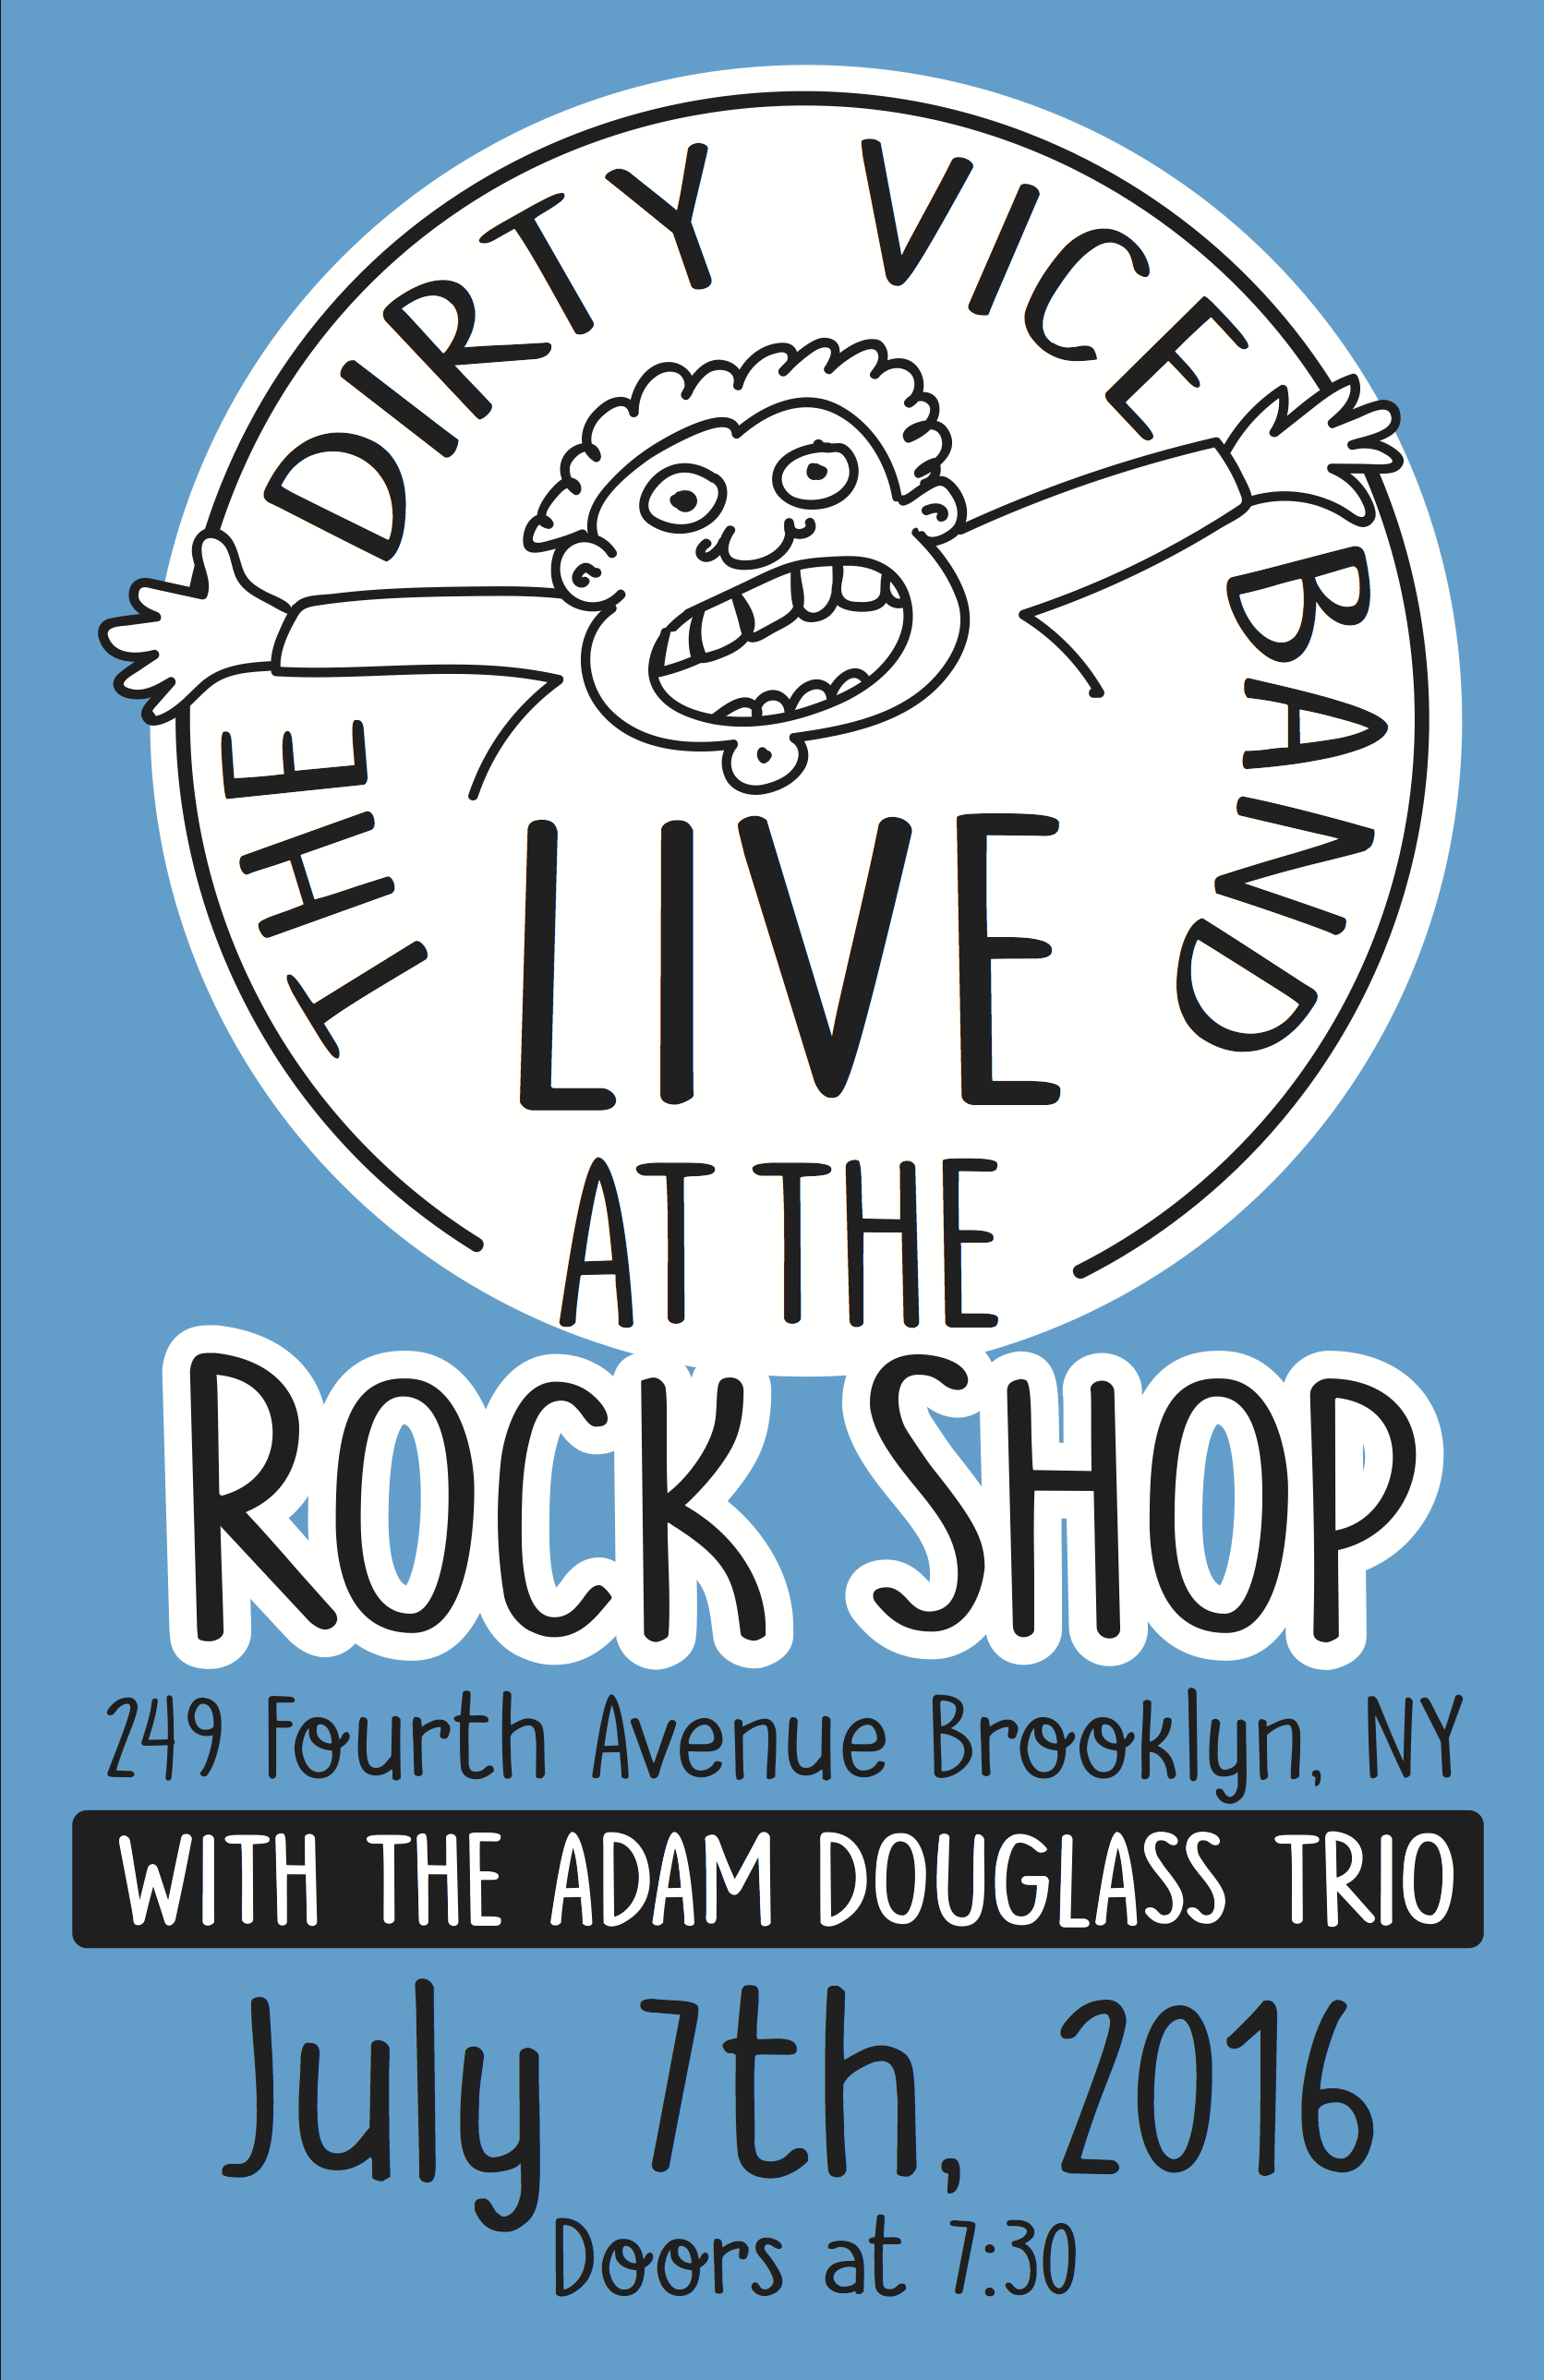 THE DIRTY VICE BAND
LIVE
AT THE
ROCK SHOP
249 Fourth Avenue Brooklyn, NY
WITH THE ADAM DOUGLASS TRIO
July 7th, 2016
Doors at 7:30